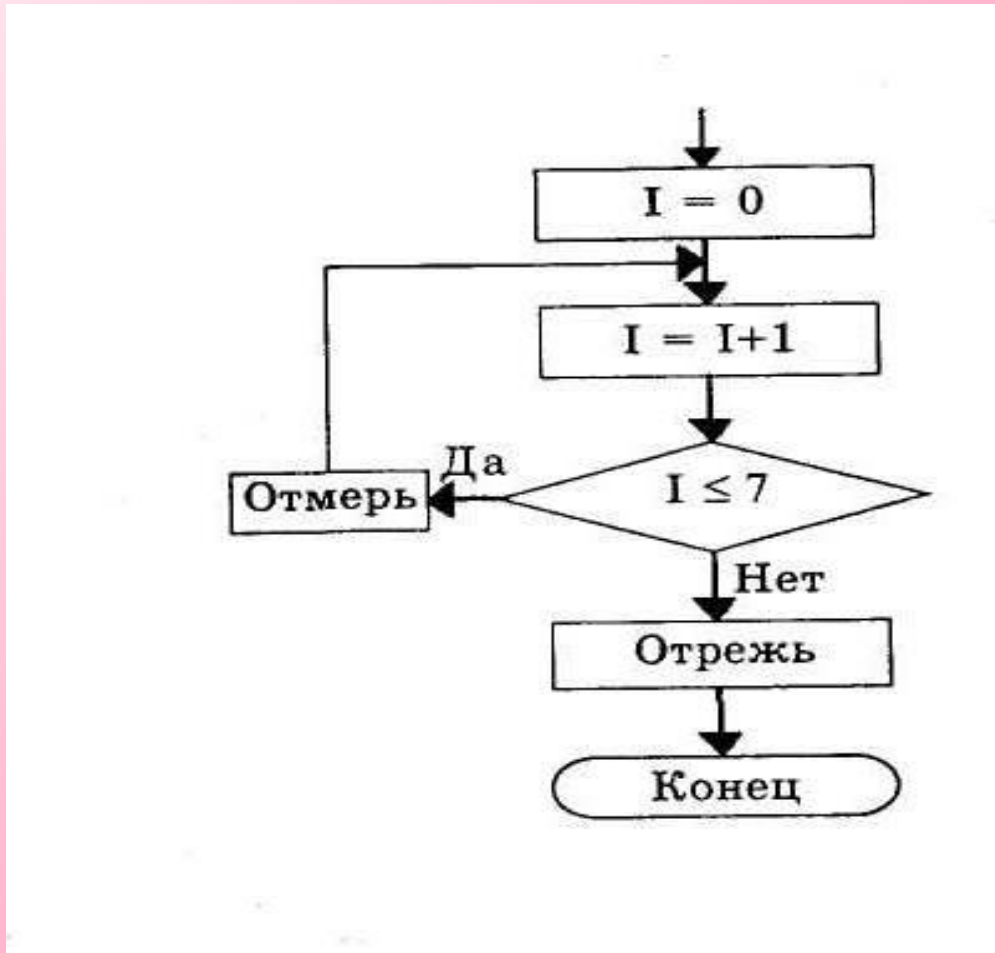 I = 0
I = I+1
I ≤ 7
Да
Отмерь
Нет
Отрежь
Конец